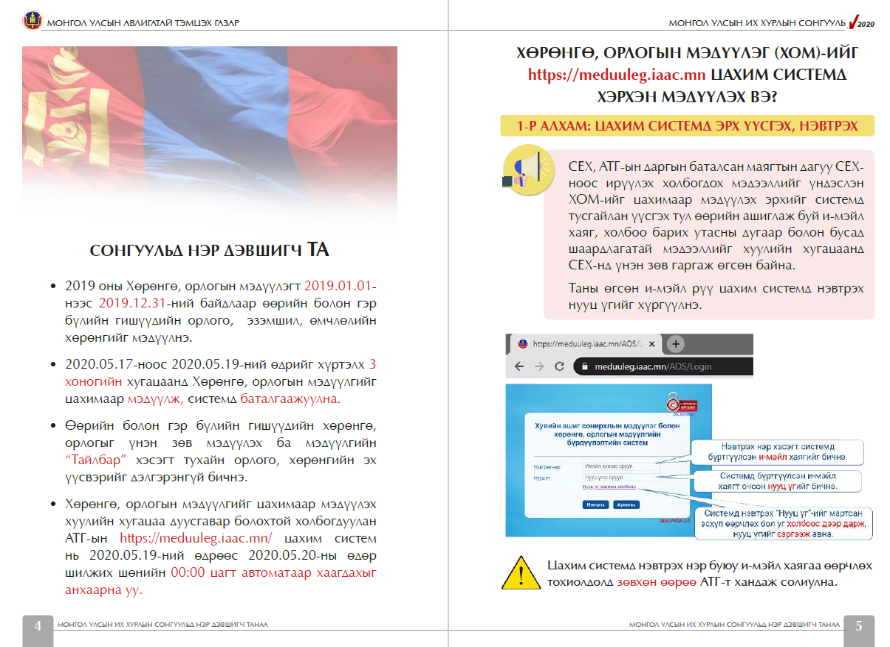 МОНГОЛ УЛСЫН АВЛИГАТАЙ ТЭМЦЭХ ГАЗАР
СОНГУУЬД НЭР ДЭВШИГЧ ТА
• 2019 оны Хөрөнгө, орлогын мэдүүлэгт 2019.01.01-
нээс 2019.12.31-ний байдлаар өөрийн болон гэр
бүлийн гишүүдийн орлого, эзэмшил, өмчлөлийн
хөрөнгийг мэдүүлнэ.
• 2020.05.17-ноос 2020.05.19-ний өдрийг хүртэлх 3
хоногийн хугацаанд Хөрөнгө, орлогын мэдүүлгийг
цахимаар мэдүүлж, системд баталгаажуулна.
• Өөрийн болон гэр бүлийн гишүүдийн хөрөнгө,
орлогыг үнэн зөв мэдүүлэх ба мэдүүлгийн
“Тайлбар” хэсэгт тухайн орлого, хөрөнгийн эх
үүсвэрийг дэлгэрэнгүй бичнэ.
• Хөрөнгө, орлогын мэдүүлгийг цахимаар мэдүүлэх
хуулийн хугацаа дуусгавар болохтой холбогдуулан
АТГ-ын https://meduuleg.iaac.mn/ цахим систем
нь 2020.05.19-ний өдрөөс 2020.05.20-ны өдөр
шилжих шөнийн 00:00 цагт автоматаар хаагдахыг
анхаарна уу.
4 МОНГОЛ УЛСЫН ИХ ХУРЛЫН СОНГУУЛЬД НЭР ДЭВШИГЧ ТАНАА
МОНГОЛ УЛСЫН ИХ ХУРЛЫН СОНГУУЛЬ 2020
ХӨРӨНГӨ, ОРЛОГЫН МЭДҮҮЛЭГ (ХОМ)-ИЙГ
https://meduuleg.iaac.mn ЦАХИМ СИСТЕМД
ХЭРХЭН МЭДҮҮЛЭХ ВЭ?
1-Р АЛХАМ: ЦАХИМ СИСТЕМД ЭРХ ҮҮСГЭХ, НЭВТРЭХ
СЕХ, АТГ-ын даргын баталсан маягтын дагуу СЕХ-
ноос ирүүлэх холбогдох мэдээллийг үндэслэн
ХОМ-ийг цахимаар мэдүүлэх эрхийг системд
тусгайлан үүсгэх тул өөрийн ашиглаж буй и-мэйл
хаяг, холбоо барих утасны дугаар болон бусад
шаардлагатай мэдээллийг хуулийн хугацаанд
СЕХ-нд үнэн зөв гаргаж өгсөн байна.
Таны өгсөн и-мэйл рүү цахим системд нэвтрэх
нууц үгийг хүргүүлнэ.
https://meduuleg.iaac.mn/AOS/L
meduuleg.iaac.mn/AOS/Login
Хувийн ашиг сонирхлын мэдүүлэг болон
хөрөнгө, орлогын мэдүүлгийн
бүрдүүлэлтийн систем
Нэвтрэх нэр
Нууц үг
Нэвтрэх
Нэвтрэх нэр хэсэгт системд
бүртгүүлсэн и-мэйл хаягийг бичнэ.
Системд бүртгүүлсэн и-мэйл
хаягт очсон нууц үгийг бичнэ.
Системд нэвтрэх "Нууц үг"-ийг мартсан
эсхүл өөрчлөх бол уг холбоос дээр дарж,
нууц үгийг сэргээж авна.
Цахим системд нэвтрэх нэр буюу и-мэйл хаягаа өөрчлөх
тохиолдолд зөвхөн өөрөө АТГ-т хандаж солиулна.
МОНГОЛ УЛСЫН ИХ ХУРЛЫН СОНГУУЛЬД НЭР ДЭВШИГЧ ТАНАА 5